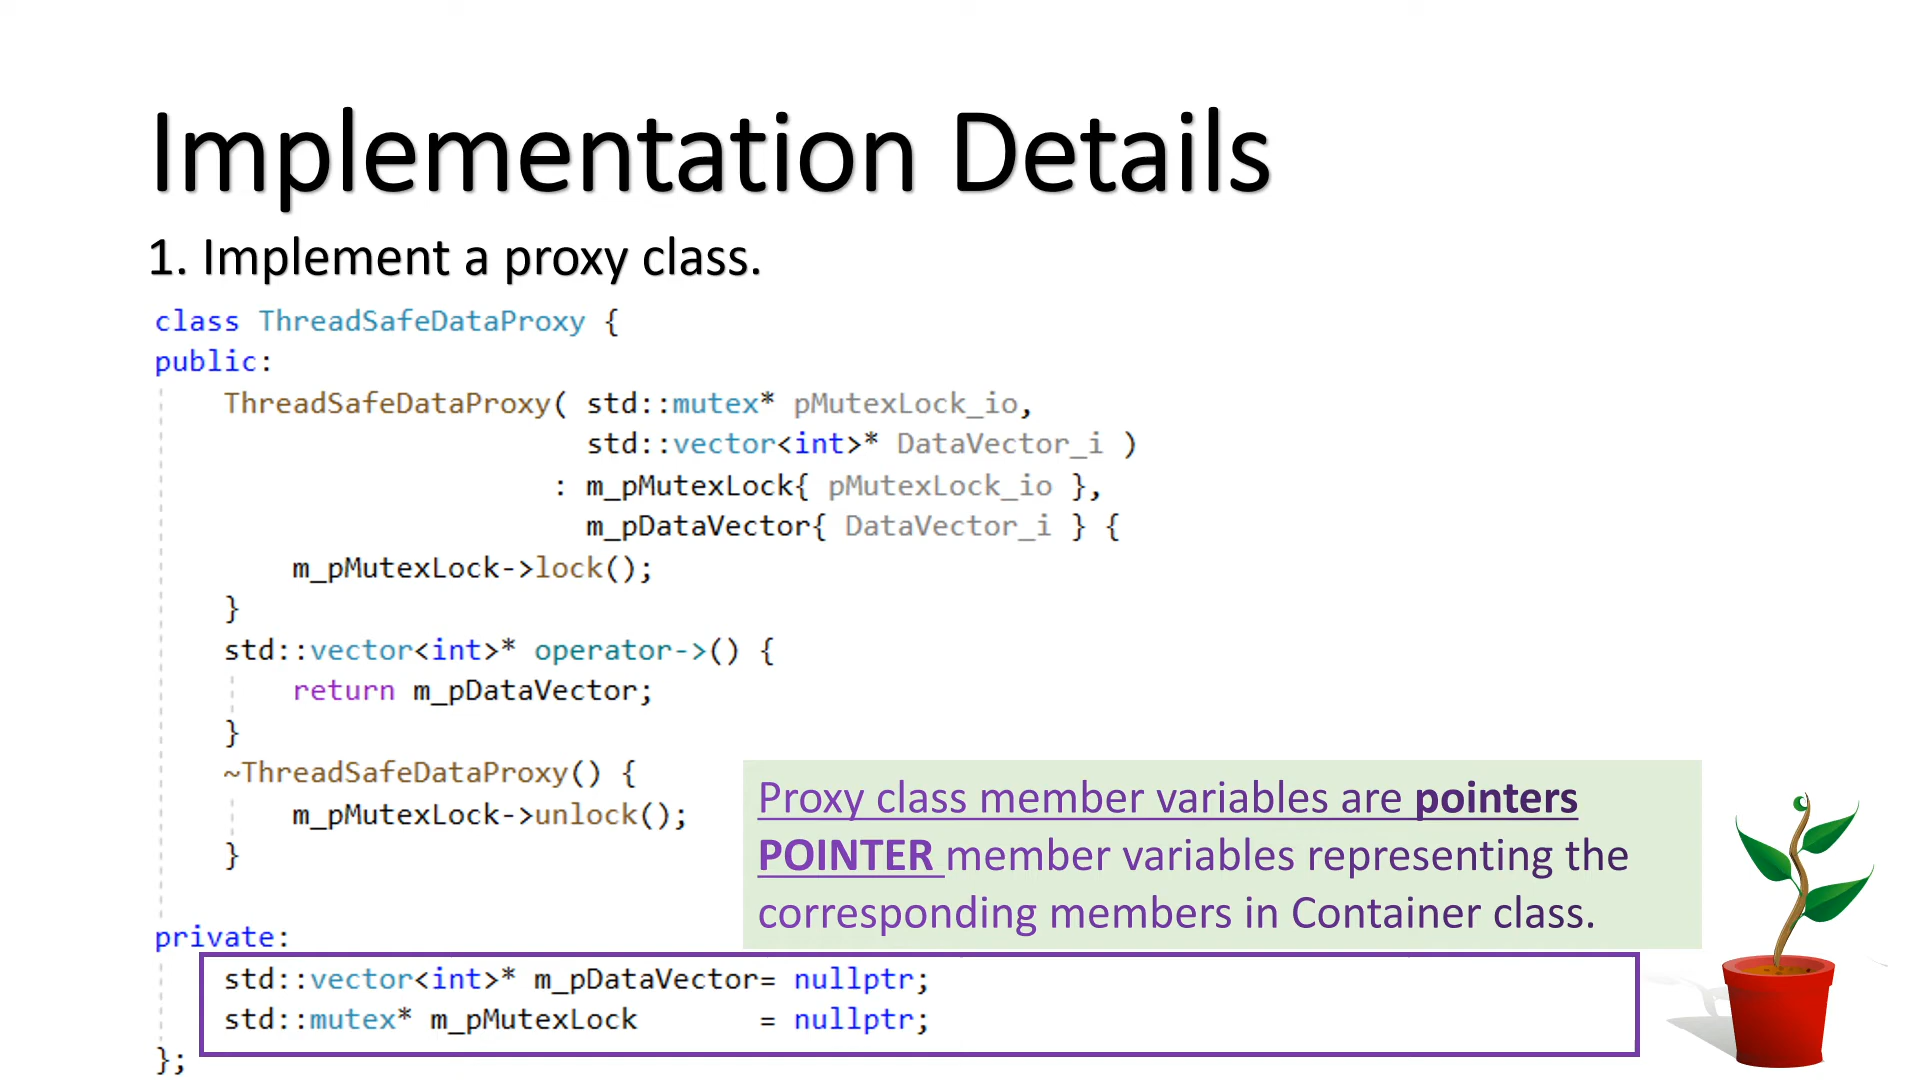 Implementation Details
1. Implement a proxy class.
class ThreadSafeDataProxy {
public:
ThreadSafeDataProxy( std::mutex* pMutexLock_io,
std::vector<int>* DataVector_i )
: m_pMutexLock{ pMutexLock_io },
m_pDataVector{ DataVector_i } {
m_pMutexLock->lock();
}
std::vector<int>* operator->() {
return m_pDataVector;
}
~ThreadSafeDataProxy() {
m_pMutexLock->unlock();
}
Proxy class member variables are pointers
POINTER member variables representing the
corresponding members in Container class.
private:
std::vector<int>* m_pDataVector= nullptr;
std::mutex* m_pMutexLock = nullptr;
};